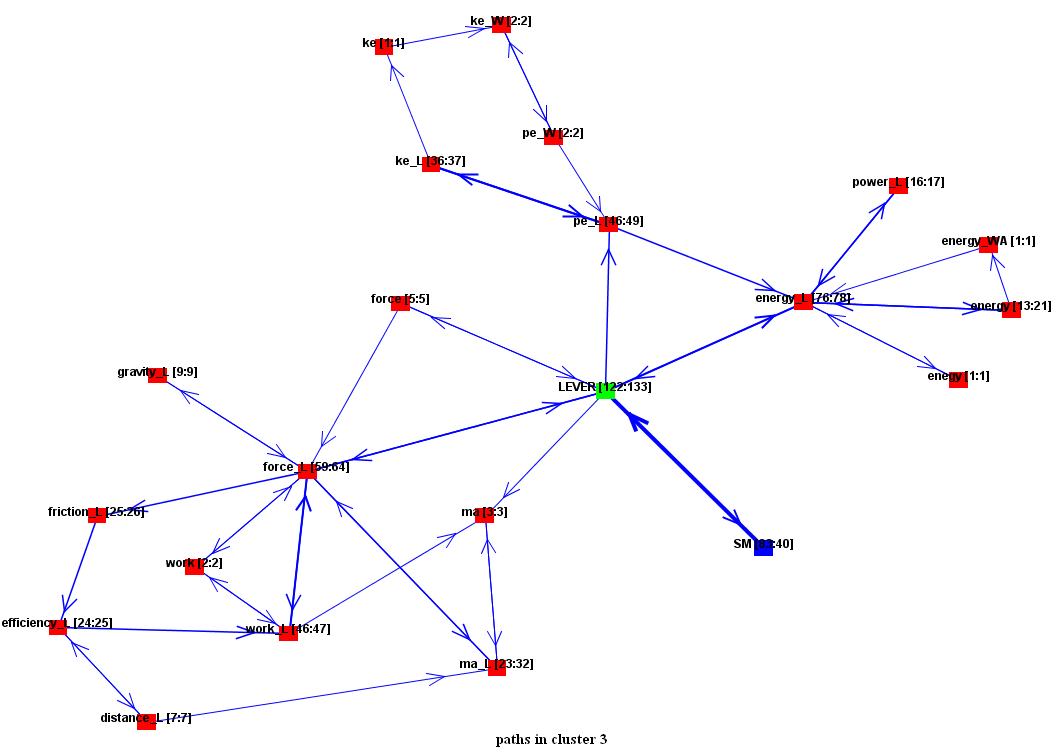 ke_W [2:2]
ke [1:1]
pe_W [2:2]
ke_L [36:37]
power_L [16:17]
pe_L [46:49]
energy_WA [1:1]
force [5:5]
energy_L [76:78]
energy [13:21]
gravity_L [9:9]
enegy [1:1]
LEVER [122:133]
force_L [59:64]
friction_L [25:26]
ma [3:3]
SM [63:40]
work [2:2]
efficiency_L [24:25]
work_L [46:47]
ma_L [23:32]
distance_L [7:7]
paths in cluster 3